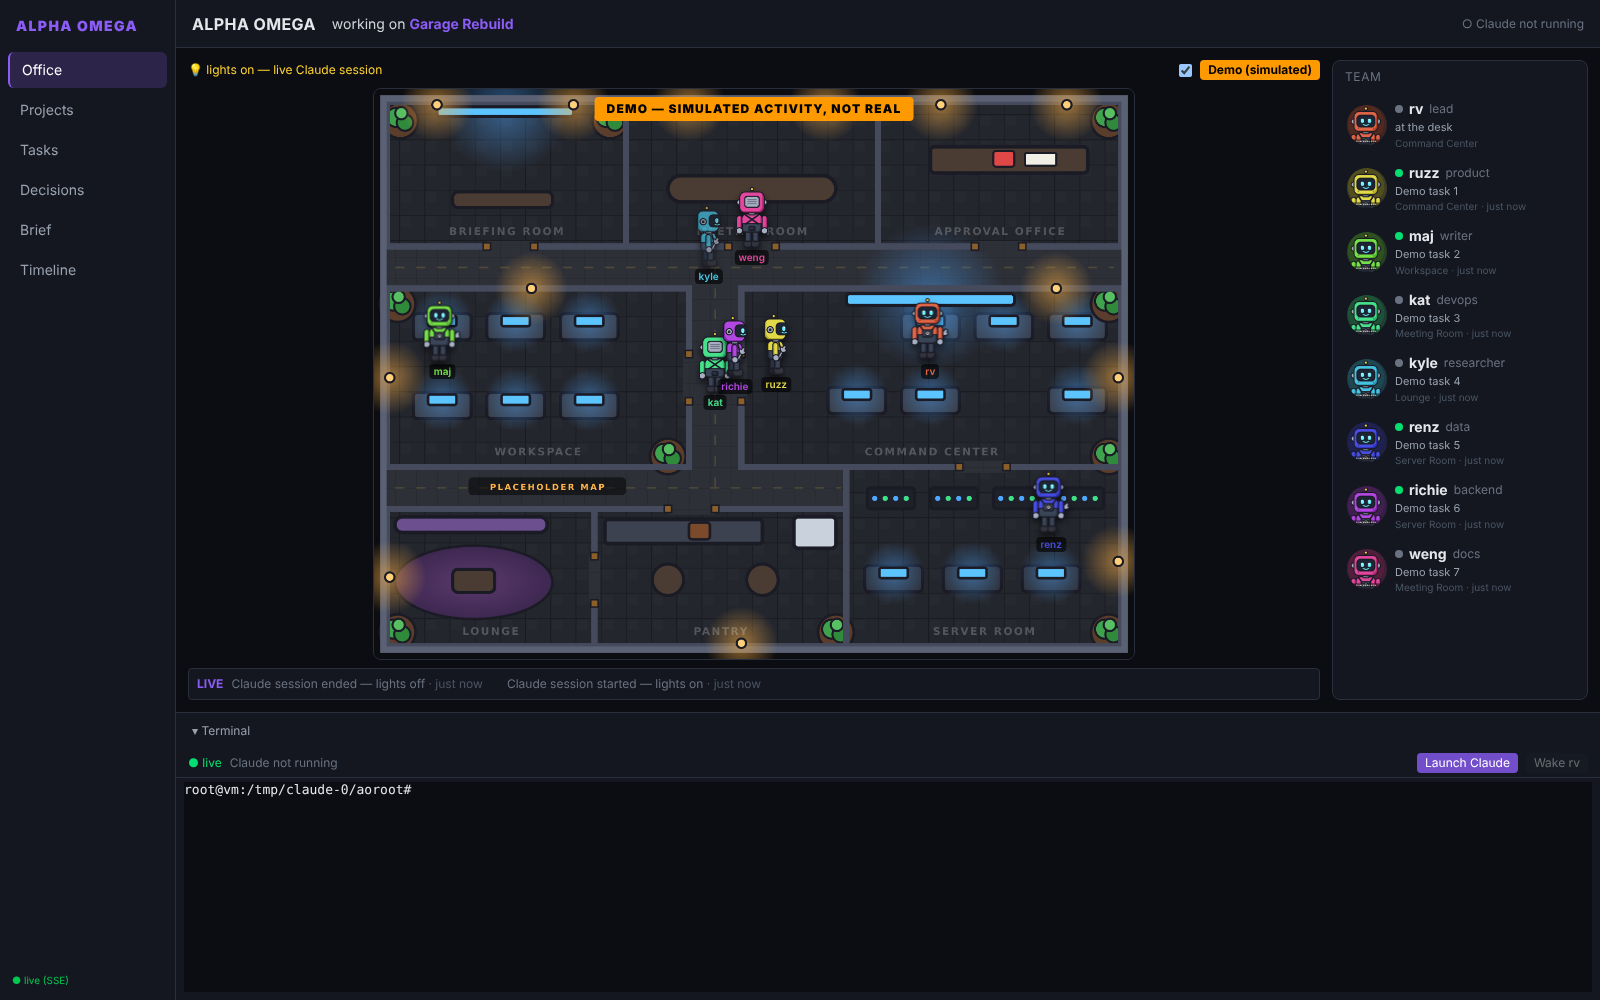 ALPHA OMEGA
Office
Projects
Tasks
Decisions
Brief
Timeline
live (SSE)
ALPHA OMEGA working on Garage Rebuild
Claude not running
lights on — live Claude session
Demo (simulated)
DEMO — SIMULATED ACTIVITY, NOT REAL
BRIEFING ROOM
ROOM
APPROVAL OFFICE
weng
kyle
maj
richie
ruzz
kat
rv
WORKSPACE
COMMAND CENTER
PLACEHOLDER MAP
renz
LOUNGE
PANTRY
SERVER ROOM
LIVE Claude session ended — lights off · just now Claude session started — lights on · just now
TEAM
rv lead
at the desk
Command Center
ruzz product
Demo task 1
Command Center · just now
maj writer
Demo task 2
Workspace · just now
kat devops
Demo task 3
Meeting Room · just now
kyle researcher
Demo task 4
Lounge · just now
renz data
Demo task 5
Server Room · just now
richie backend
Demo task 6
Server Room · just now
weng docs
Demo task 7
Meeting Room · just now
▾ Terminal
live Claude not running
Launch Claude
Wake rv
root@vm:/tmp/claude-0/aoroot#